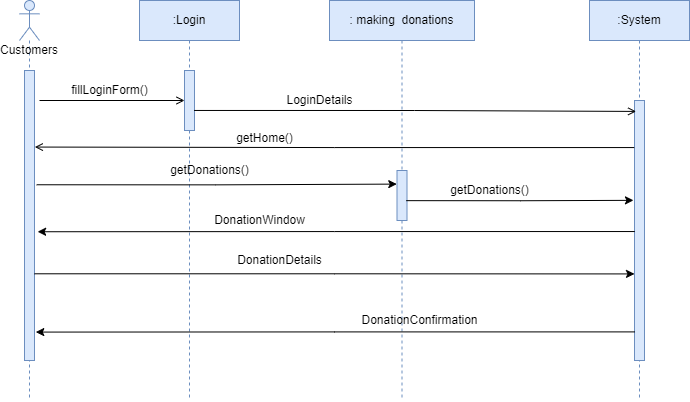 :Login
: making donations
:System
Customers
fillLoginForm()
LoginDetails
getHome()
getDonations()
getDonations()
DonationWindow
DonationDetails
DonationConfirmation